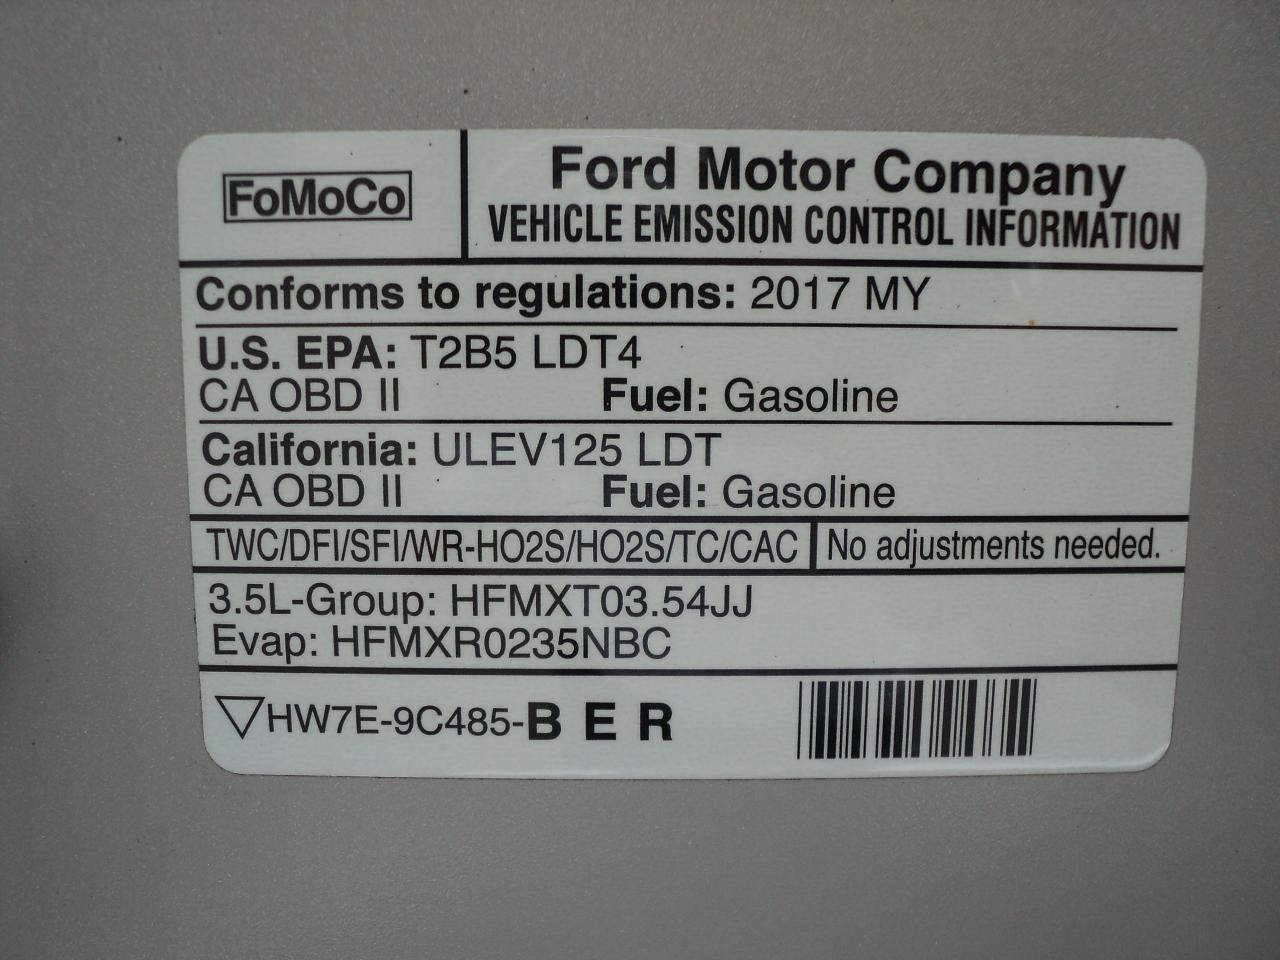 FoMoCo
Ford Motor Company
VEHICLE EMISSION CONTROL INFORMATION
Conforms to regulations: 2017 MY
U.S. EPA: T2B5 LDT4
CA OBD II Fuel: Gasoline
California: ULEV125 LDT
CA OBD II Fuel: Gasoline
TWC/DFI/SFI/WR-HO2S/HO2S/TC/CAC No adjustments needed.
3.5L-Group: HFMXT03.54JJ
Evap: HFMXR0235NBC
▽HW7E-9C485-B E R